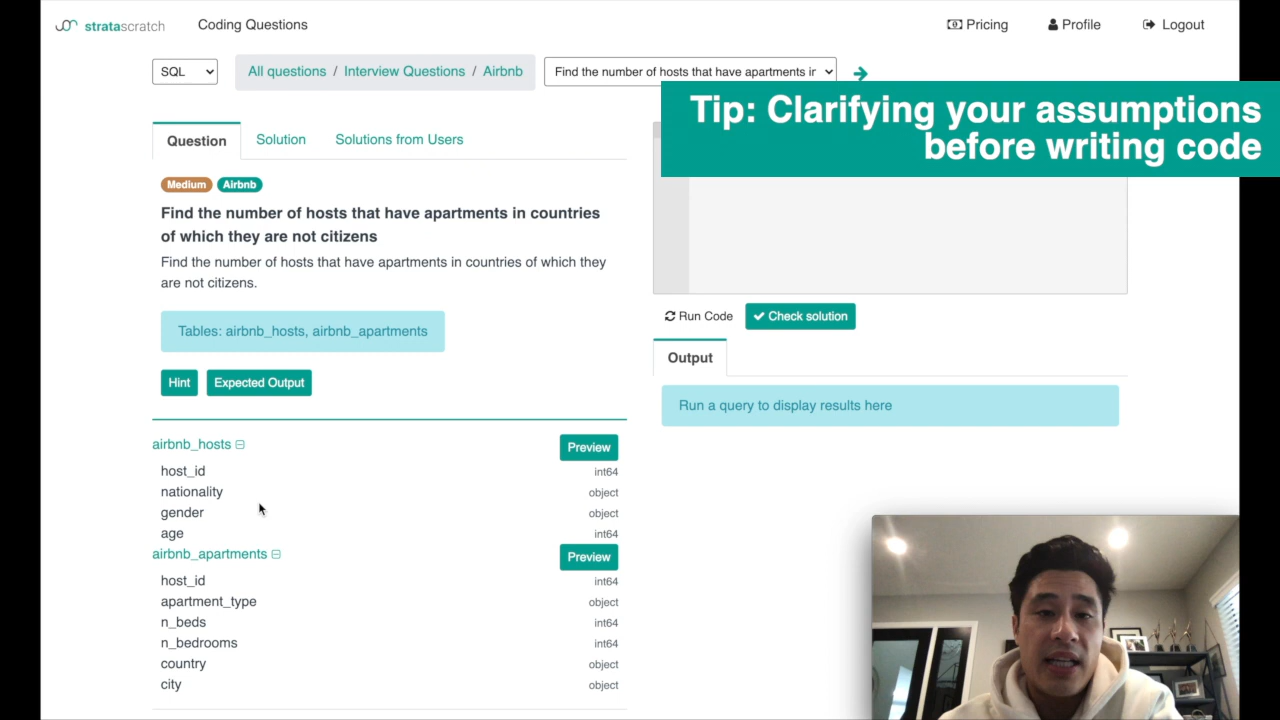 stratascratch
Coding Questions
Pricing
Profile
Logout
SQL
All questions / Interview Questions / Airbnb
Find the number of hosts that have apartments ir
Tip: Clarifying your assumptions
before writing code
Question
Solution
Solutions from Users
Medium
Airbnb
Find the number of hosts that have apartments in countries
of which they are not citizens
Find the number of hosts that have apartments in countries of which they
are not citizens.
Tables: airbnb_hosts, airbnb_apartments
Hint
Expected Output
Run Code
Check solution
Output
Run a query to display results here
airbnb_hosts
Preview
host_id int64
nationality object
gender object
age int64
airbnb_apartments
Preview
host_id int64
apartment_type object
n_beds int64
n_bedrooms int64
country object
city object